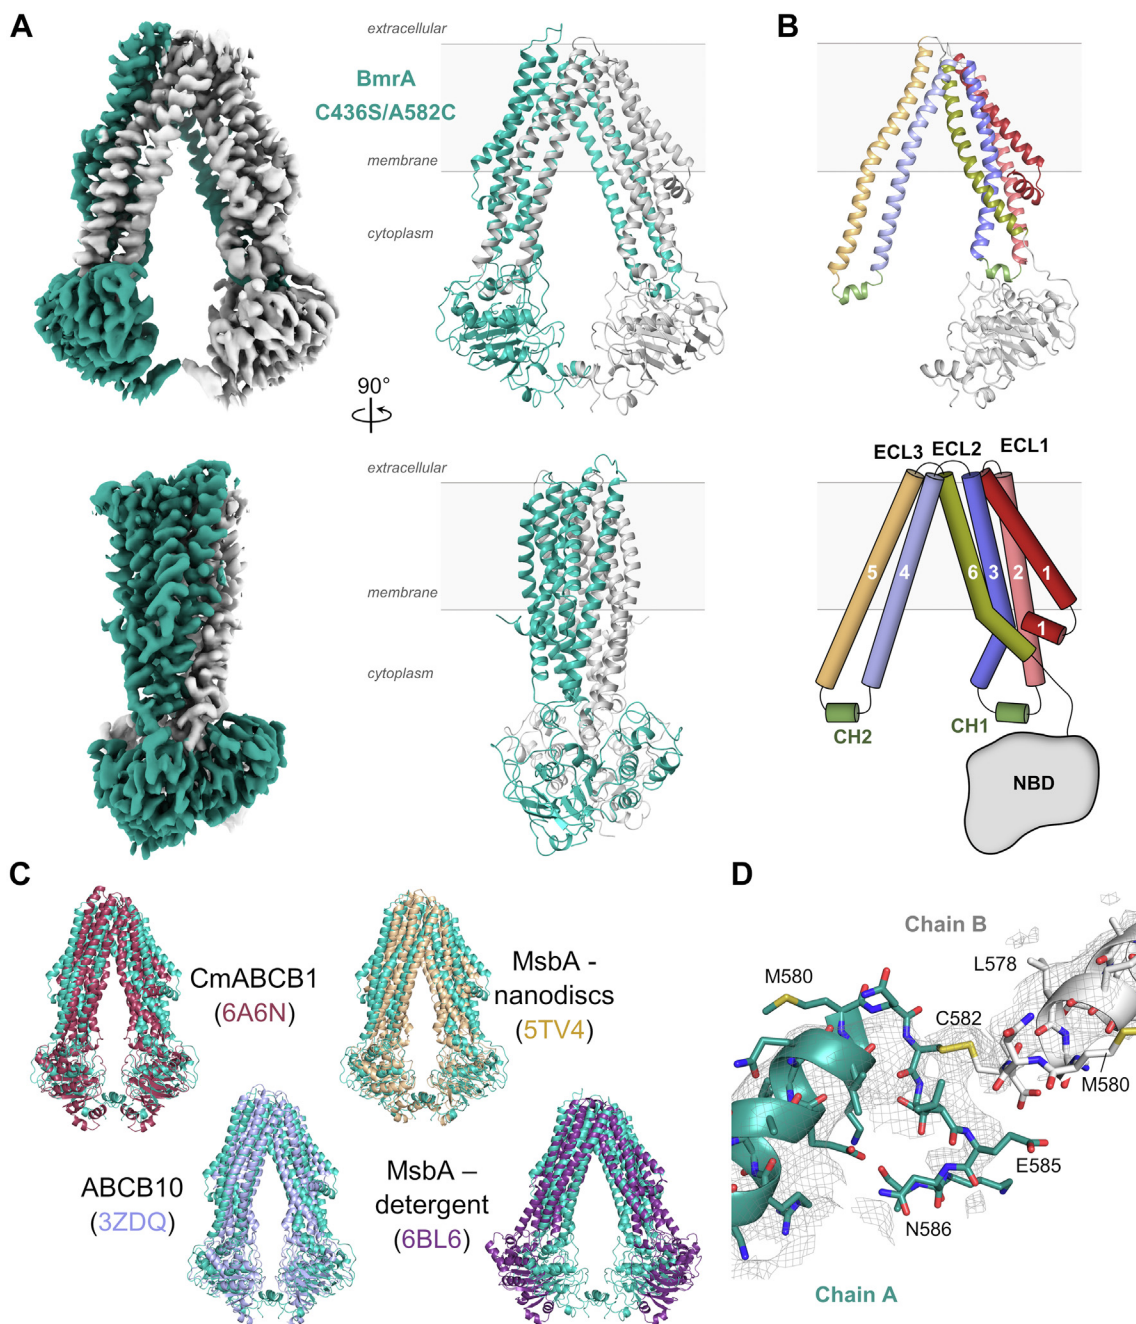 A
extracellular
BmrA
C436S/A582C
membrane
cytoplasm
90°
extracellular
membrane
cytoplasm
B
ECL3
ECL2
ECL1
5
4
6
3
2
1
1
CH2
CH1
NBD
C
CmABCB1
(6A6N)
MsbA -
nanodiscs
(5TV4)
ABCB10
(3ZDQ)
MsbA –
detergent
(6BL6)
D
Chain B
L578
M580
C582
M580
E585
N586
Chain A